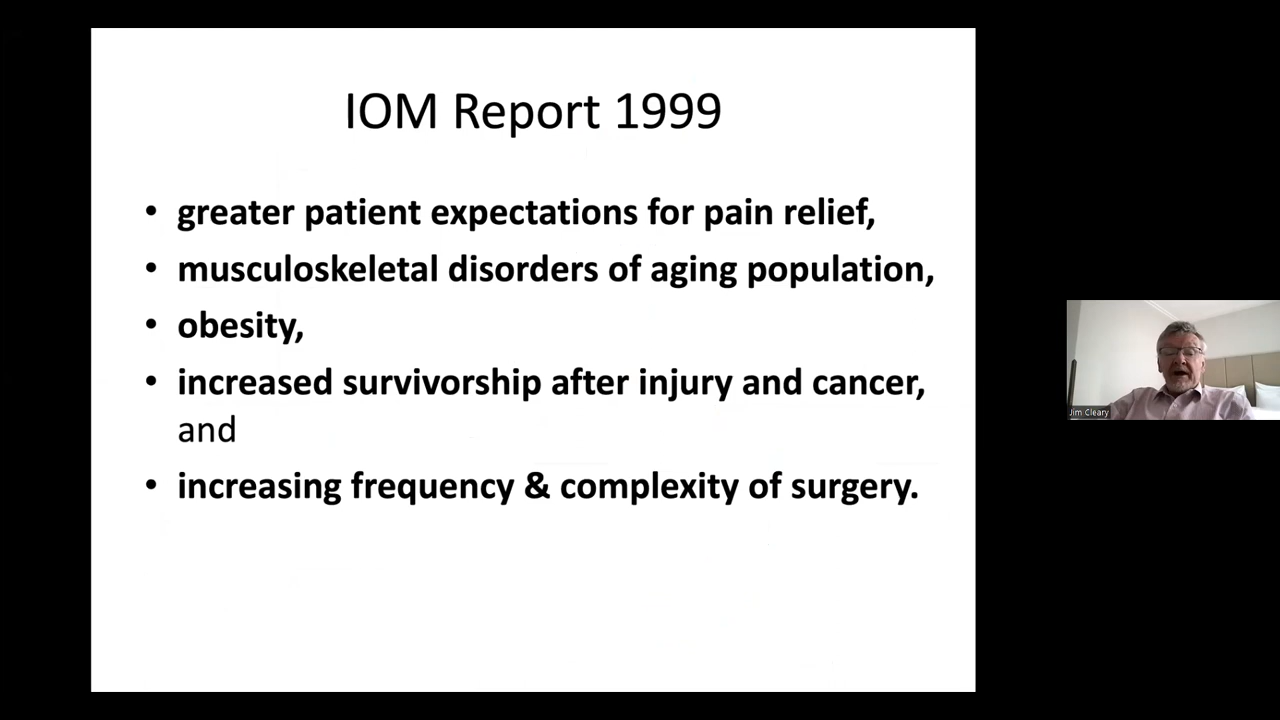 IOM Report 1999
• greater patient expectations for pain relief,
• musculoskeletal disorders of aging population,
• obesity,
• increased survivorship after injury and cancer,
and
• increasing frequency & complexity of surgery.
Jim Cleary